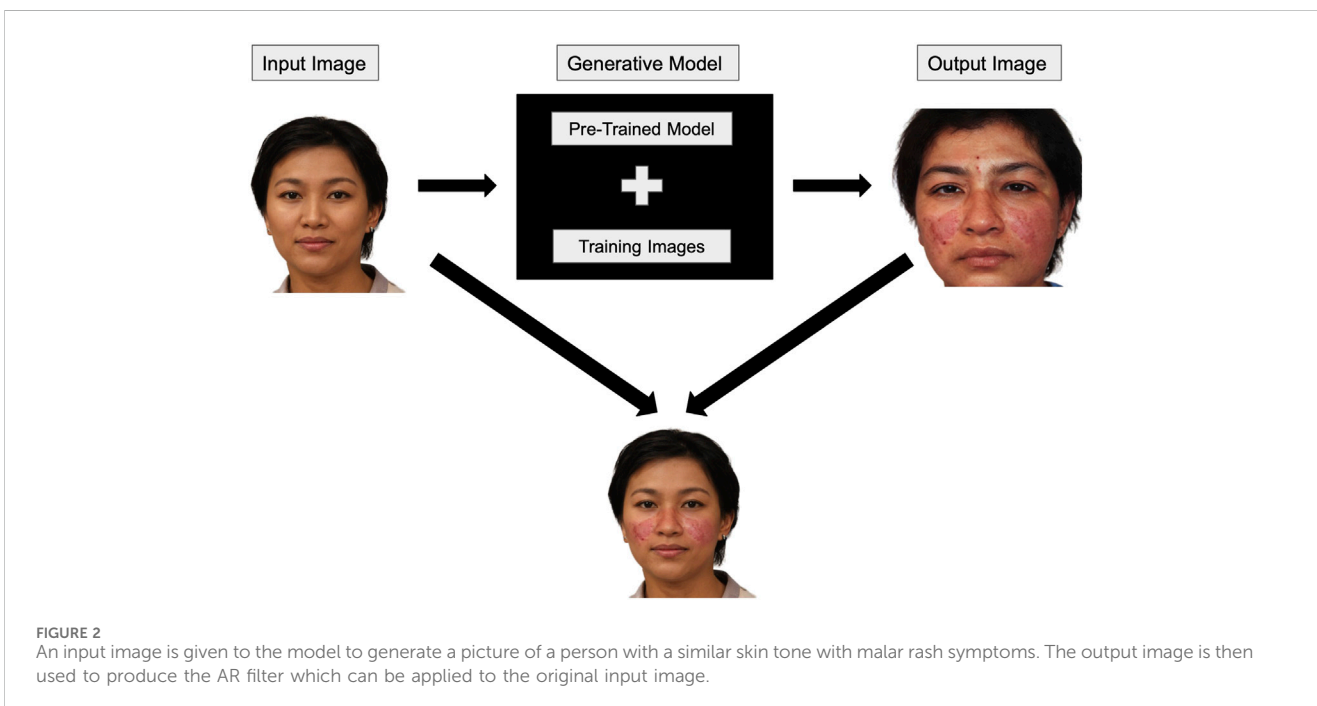 Input Image
Generative Model
Output Image
Pre-Trained Model
Training Images
FIGURE 2
An input image is given to the model to generate a picture of a person with a similar skin tone with malar rash symptoms. The output image is then
used to produce the AR filter which can be applied to the original input image.